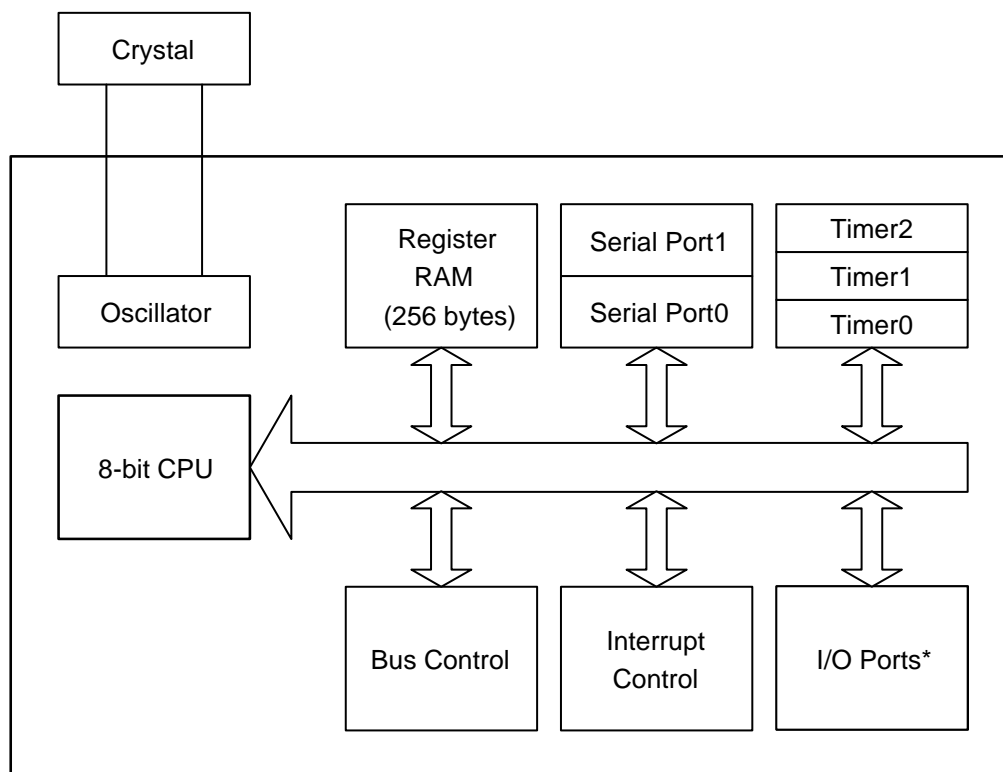 Crystal
Oscillator
Register
RAM
(256 bytes)
Serial Port1
Serial Port0
Timer2
Timer1
Timer0
8-bit CPU
Bus Control
Interrupt
Control
I/O Ports*